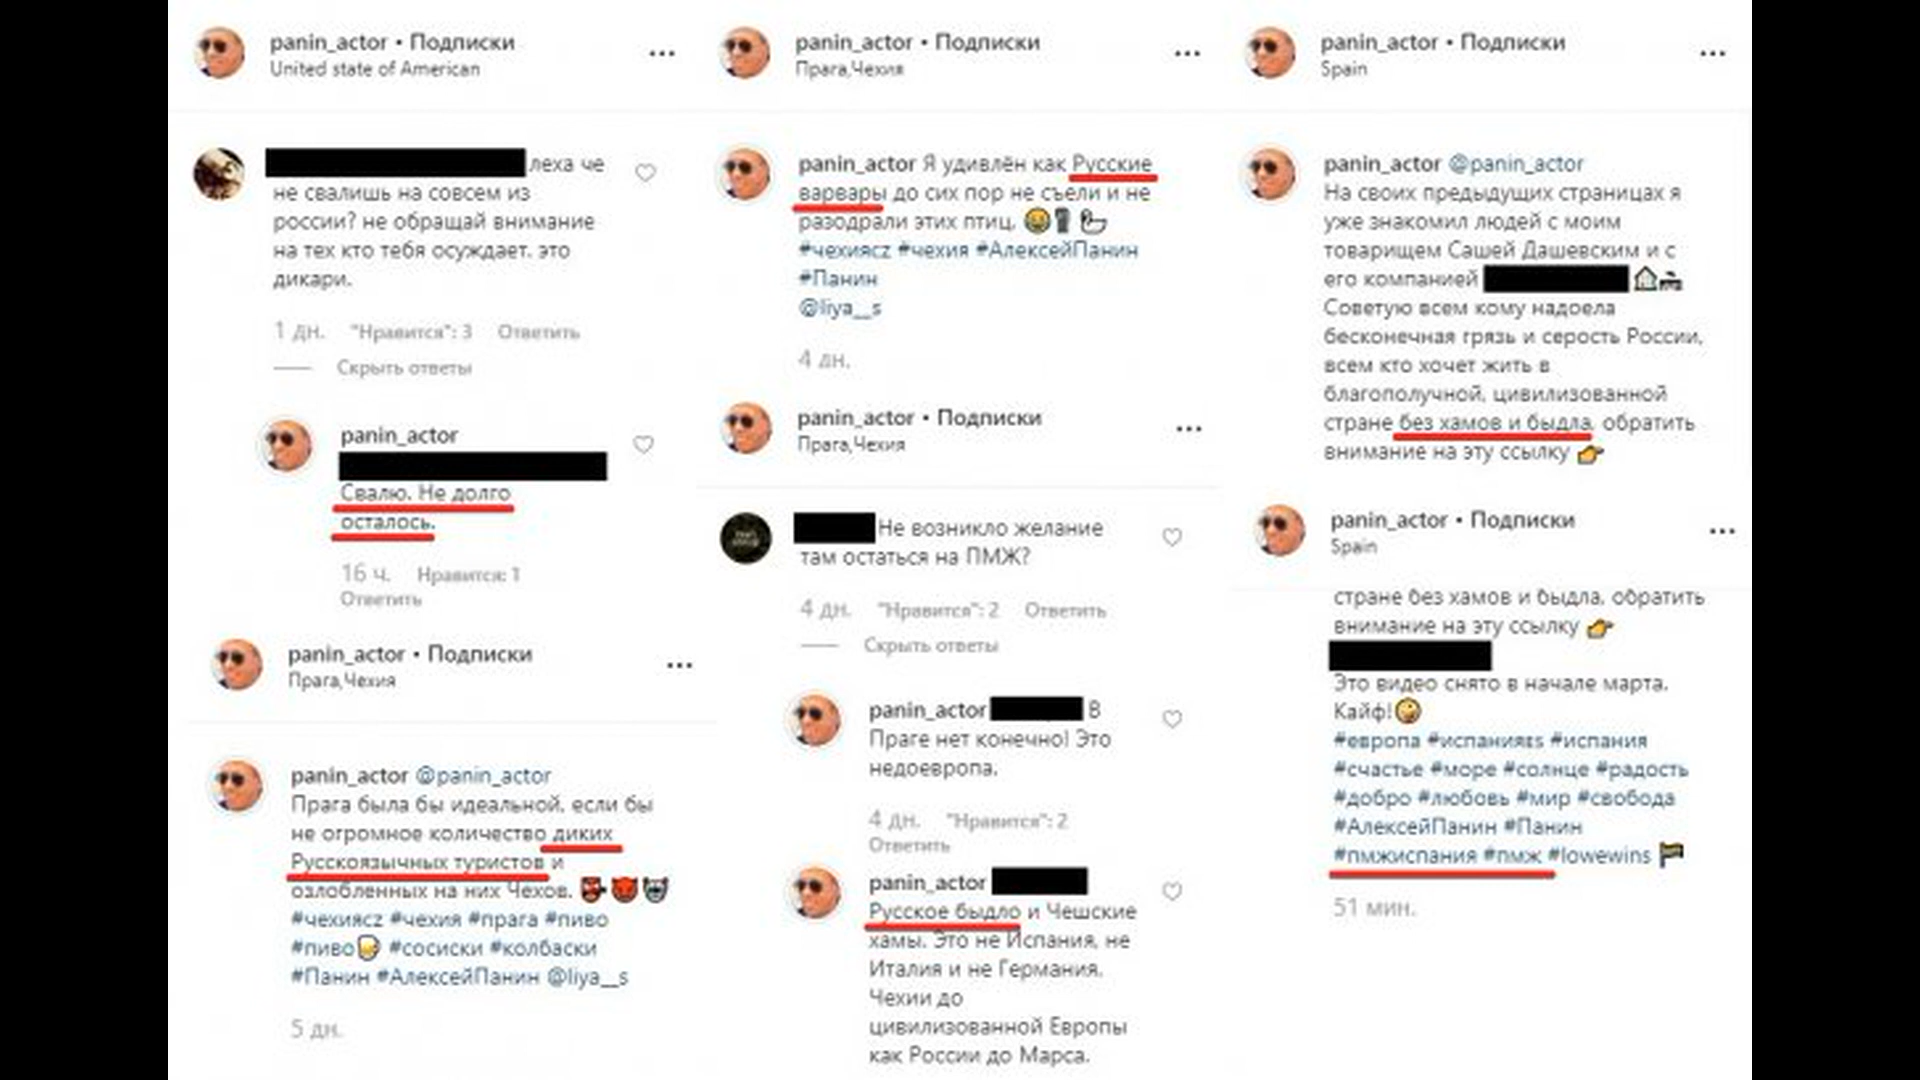 panin_actor • Подписки
United state of American
леха че
не свалишь на совсем из
россии? не обращай внимание
на тех кто тебя осуждает. это
дикари.
1 дн. "Нравится": 3 Ответить
Скрыть ответы
panin_actor
Свалю. Не долго
осталось.
16 ч. Нравится: 1
Ответить
panin_actor • Подписки
Прага,Чехия
panin_actor @panin_actor
Прага была бы идеальной, если бы
не огромное количество диких
Русскоязычных туристов и
озлобленных на них Чехов. 👺😈🤡
#чехияcz #чехия #прага #пиво
#пиво🍺 #сосиски #колбаски
#Панин #АлексейПанин @liya__s
5 дн.
panin_actor • Подписки
Прага,Чехия
panin_actor Я удивлён как Русские
варвары до сих пор не съели и не
разодрали этих птиц.
#чехияcz #чехия #АлексейПанин
#Панин
@liya__s
4 дн.
panin_actor • Подписки
Прага,Чехия
Не возникло желание
там остаться на ПМЖ?
4 дн. "Нравится": 2 Ответить
Скрыть ответы
panin_actor В
Праге нет конечно! Это
недоевропа.
4 дн. "Нравится": 2
Ответить
panin_actor
Русское быдло и Чешские
хамы. Это не Испания, не
Италия и не Германия.
Чехии до
цивилизованной Европы
как России до Марса.
panin_actor • Подписки
Spain
panin_actor @panin_actor
На своих предыдущих страницах я
уже знакомил людей с моим
товарищем Сашей Дашевским и с
его компанией
Советую всем кому надоела
бесконечная грязь и серость России,
всем кто хочет жить в
благополучной, цивилизованной
стране без хамов и быдла, обратить
внимание на эту ссылку 👉
panin_actor • Подписки
Spain
стране без хамов и быдла, обратить
внимание на эту ссылку 👉
Это видео снято в начале марта.
Кайф!😜
#европа #испанияes #испания
#счастье #море #солнце #радость
#добро #любовь #мир #свобода
#АлексейПанин #Панин
#пмжиспания #пмж #lowewins
51 мин.